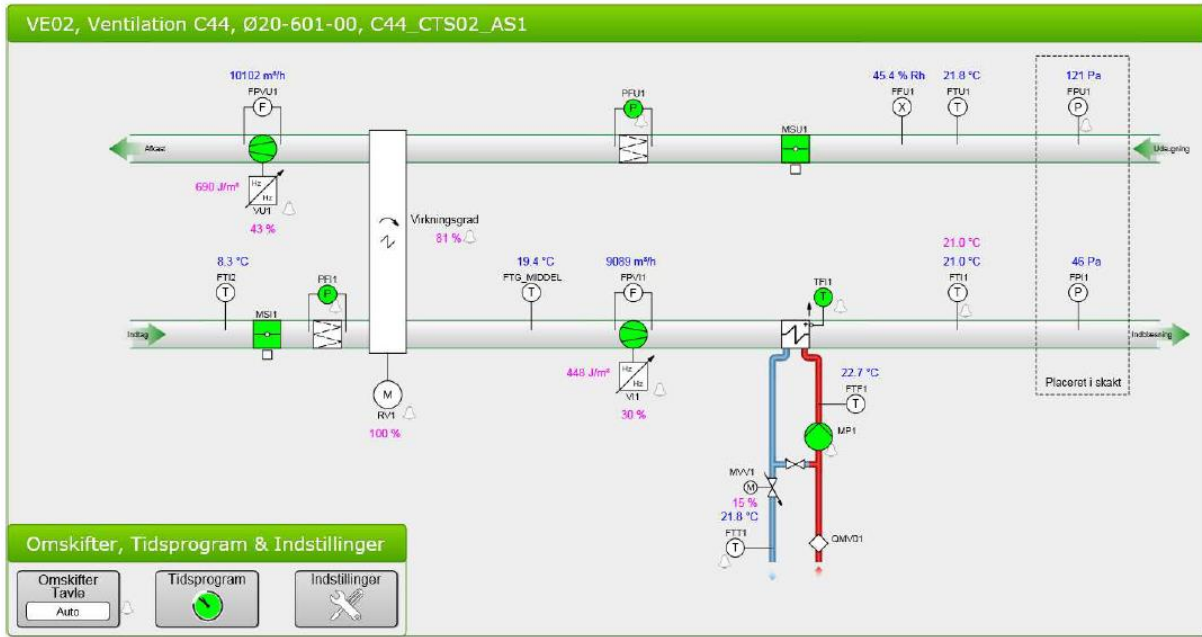 VE02, Ventilation C44, Ø20-601-00, C44_CTS02_AS1
10102 m³/h
FPVU1
F
PFU1
P
45.4 % Rh
FFU1
X
21.8 °C
FTU1
T
121 Pa
FPU1
P
MSU1
Afkast
Udsugning
690 J/m³
Hz
Hz
VU1
43 %
Virkningsgrad
81 %
8.3 °C
FTI2
T
PFI1
P
19.4 °C
FTG_MIDDEL
T
9089 m³/h
FPVI1
F
TFI1
T
21.0 °C
21.0 °C
FTI1
T
46 Pa
FPI1
P
MSI1
Indtag
Indblæsning
448 J/m³
Hz
Hz
VI1
30 %
M
RV1
100 %
22.7 °C
FTF1
T
Placeret i skakt
MP1
MVV1
M
15 %
21.8 °C
FTT1
T
QMV01
Omskifter, Tidsprogram & Indstillinger
Omskifter
Tavle
Auto
Tidsprogram
Indstillinger